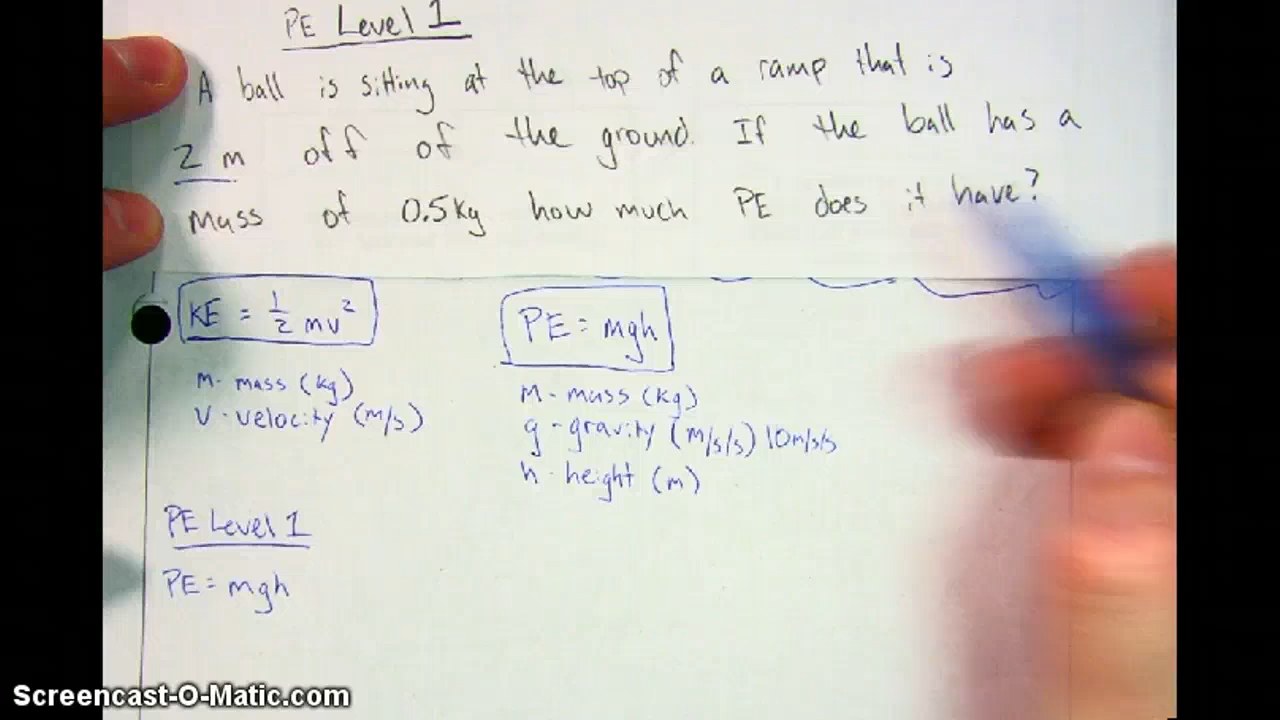 PE Level 1
A ball is sitting at the top of a ramp that is
2 m off of the ground. If the ball has a
mass of 0.5kg how much PE does it have?
KE = 1/2 mv²
PE = mgh
m - mass (kg)
v - velocity (m/s)
m - mass (kg)
g - gravity (m/s/s) 10m/s/s
h - height (m)
PE Level 1
PE = mgh
Screencast-O-Matic.com